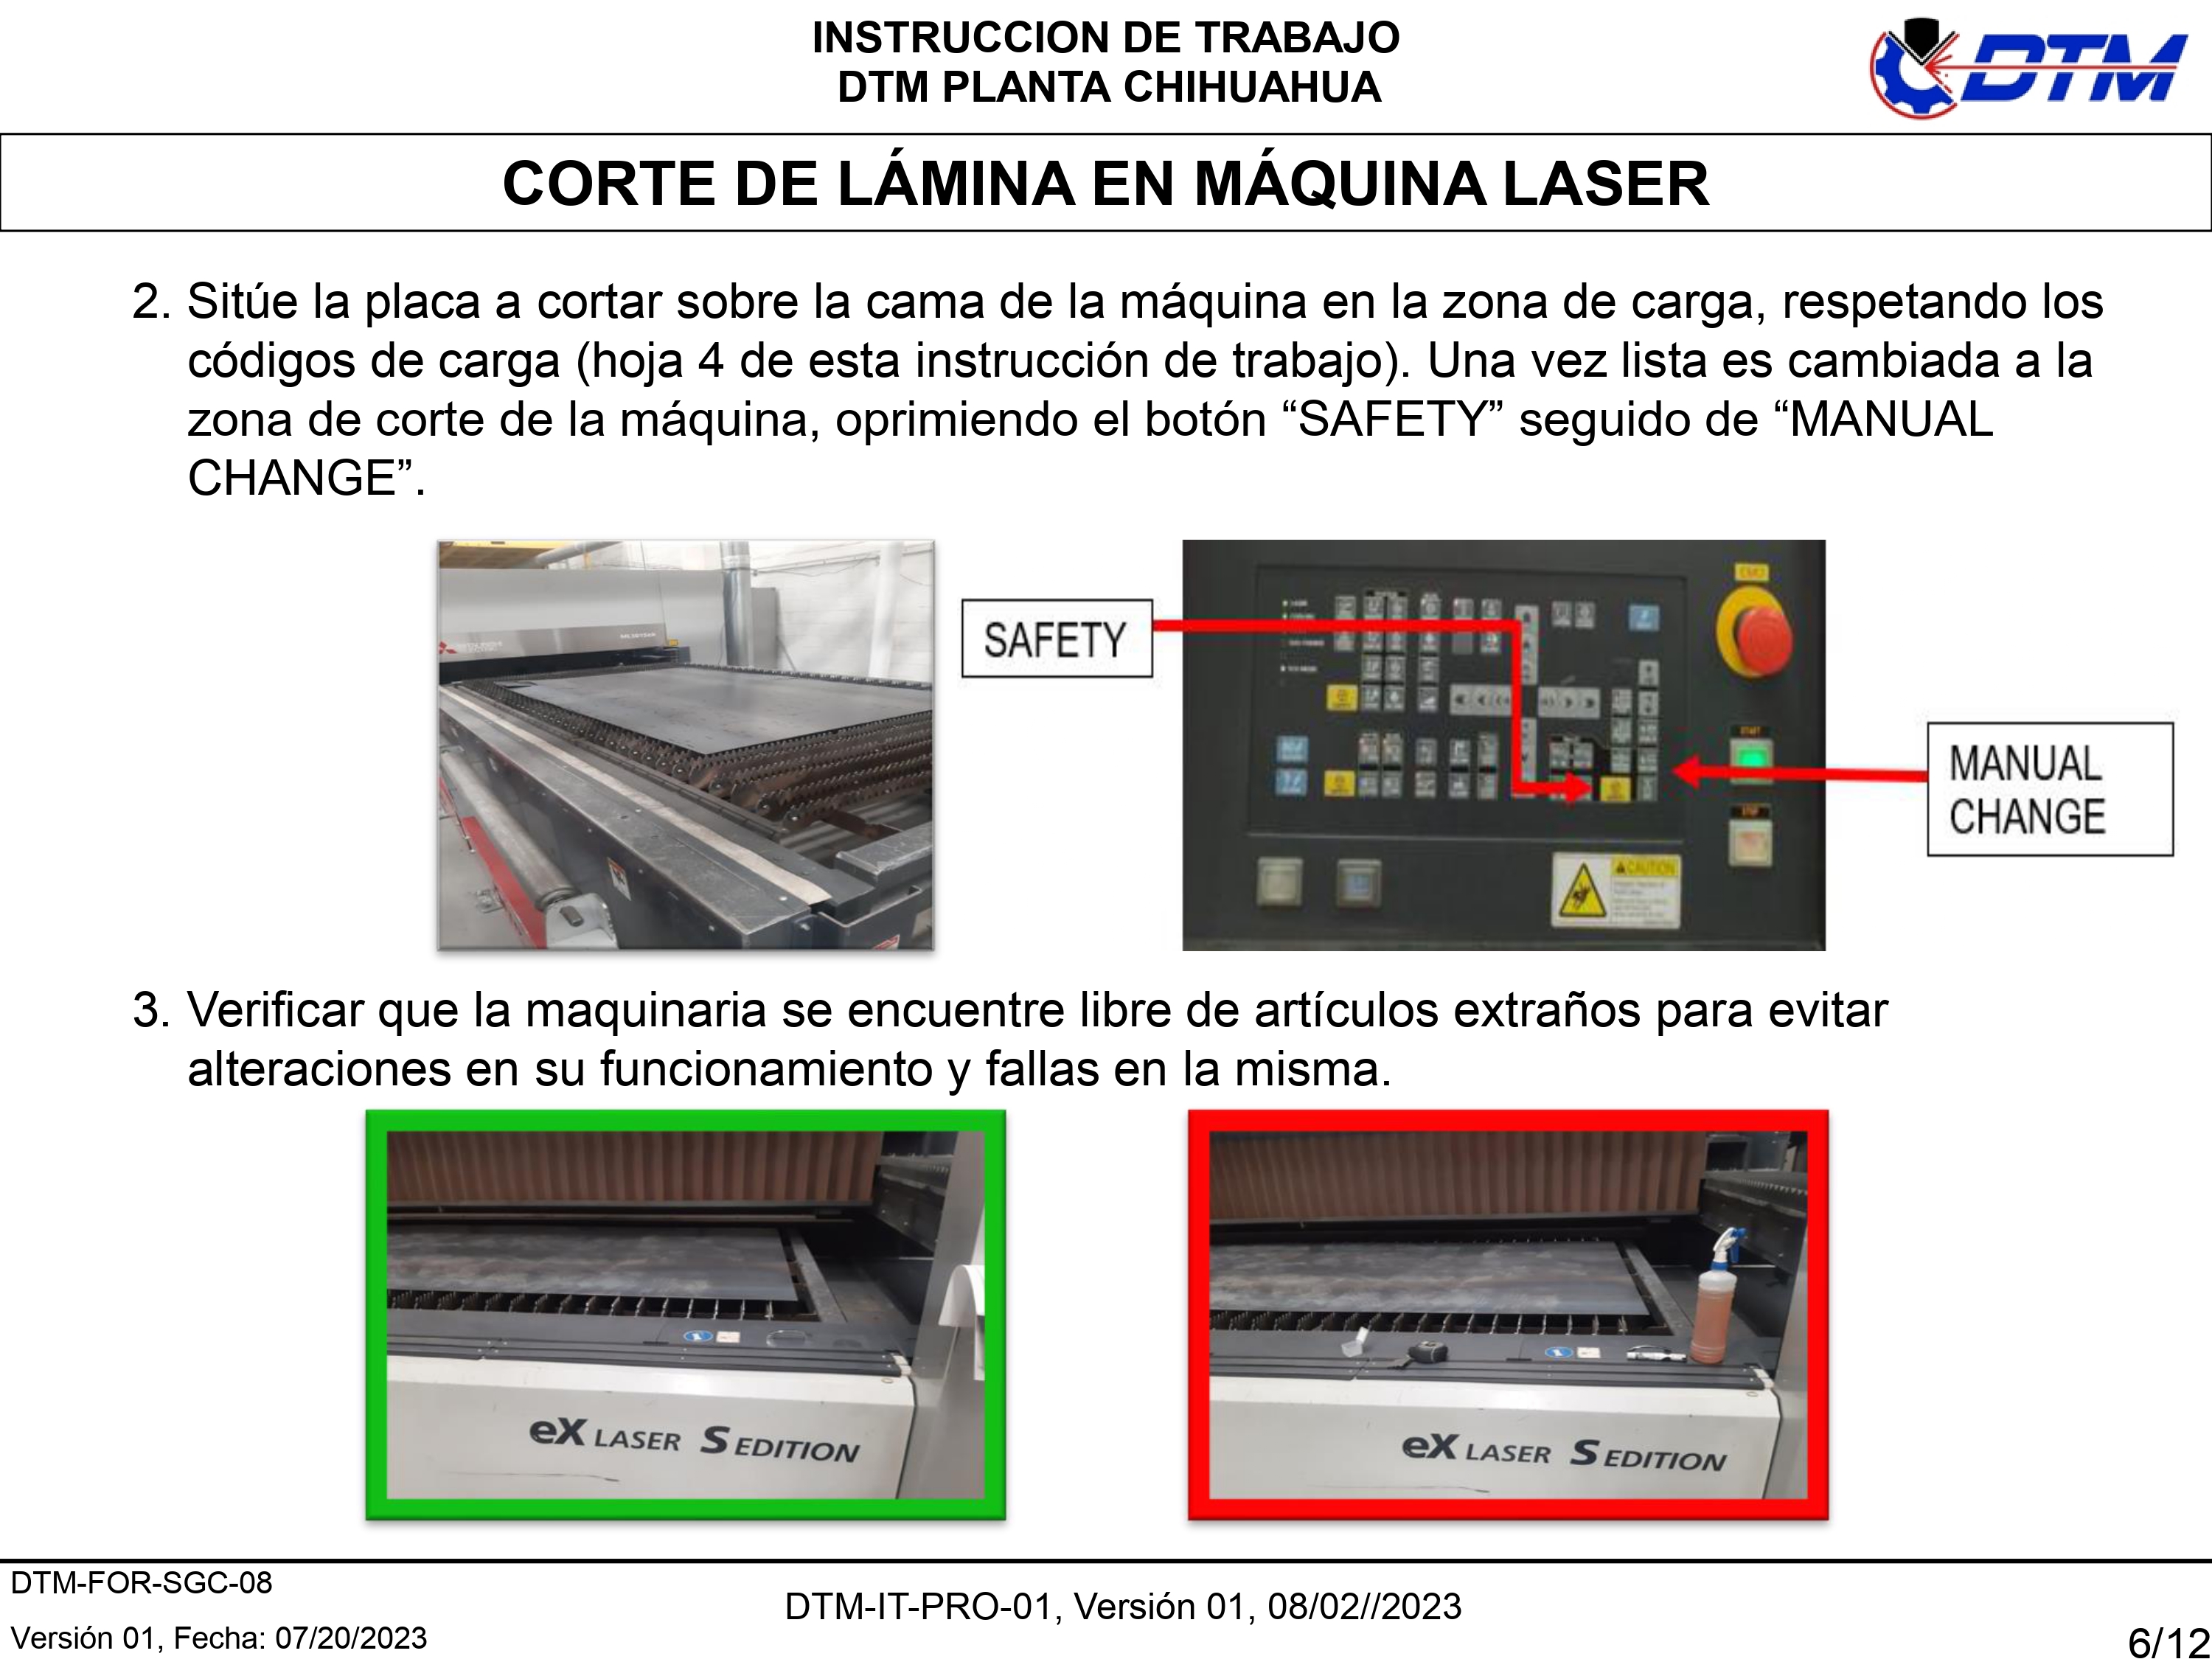 INSTRUCCION DE TRABAJO
DTM PLANTA CHIHUAHUA
DTM
CORTE DE LÁMINA EN MÁQUINA LASER
2. Sitúe la placa a cortar sobre la cama de la máquina en la zona de carga, respetando los
códigos de carga (hoja 4 de esta instrucción de trabajo). Una vez lista es cambiada a la
zona de corte de la máquina, oprimiendo el botón “SAFETY” seguido de “MANUAL
CHANGE”.
SAFETY
START
STOP
CAUTION
MANUAL
CHANGE
3. Verificar que la maquinaria se encuentre libre de artículos extraños para evitar
alteraciones en su funcionamiento y fallas en la misma.
eX LASER S EDITION
eX LASER S EDITION
DTM-FOR-SGC-08
Versión 01, Fecha: 07/20/2023
DTM-IT-PRO-01, Versión 01, 08/02//2023
6/12